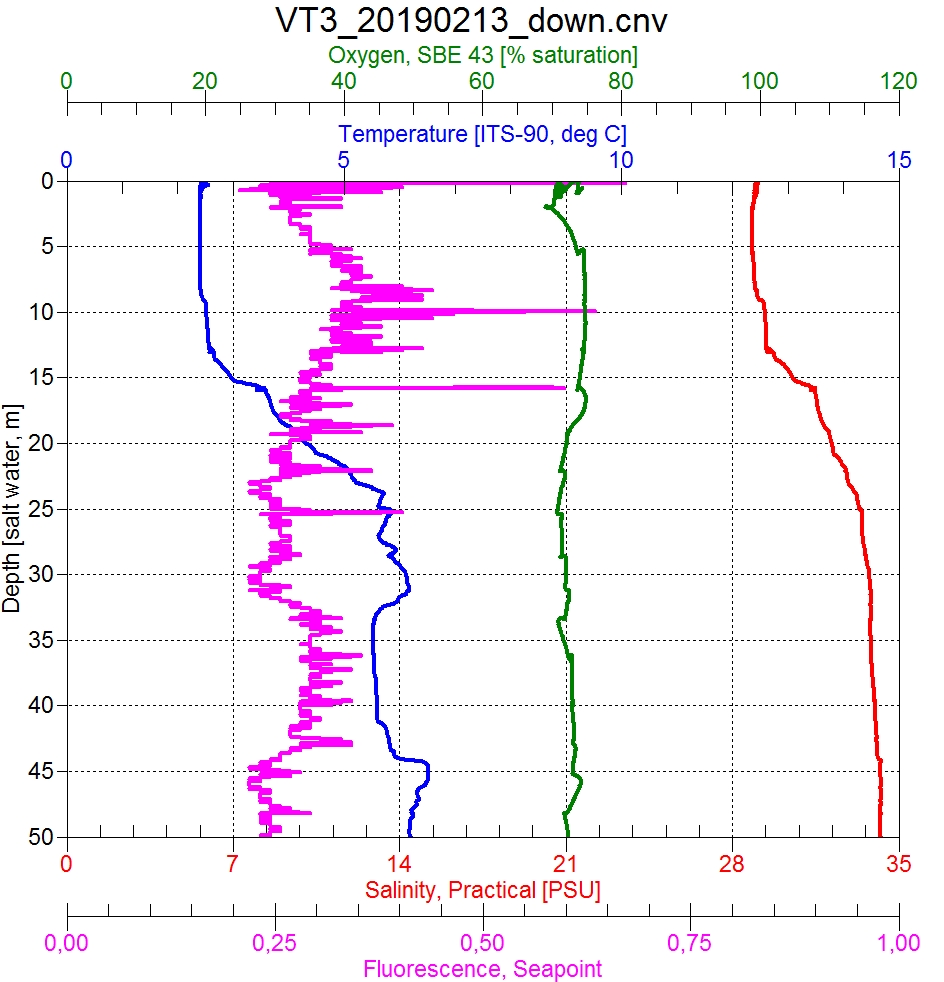 VT3_20190213_down.cnv
Oxygen, SBE 43 [% saturation]
0 20 40 60 80 100 120
Temperature [ITS-90, deg C]
0 5 10 15
0
5
10
15
20
25
30
35
40
45
50
Depth [salt water, m]
0 7 14 21 28 35
Salinity, Practical [PSU]
0,00 0,25 0,50 0,75 1,00
Fluorescence, Seapoint